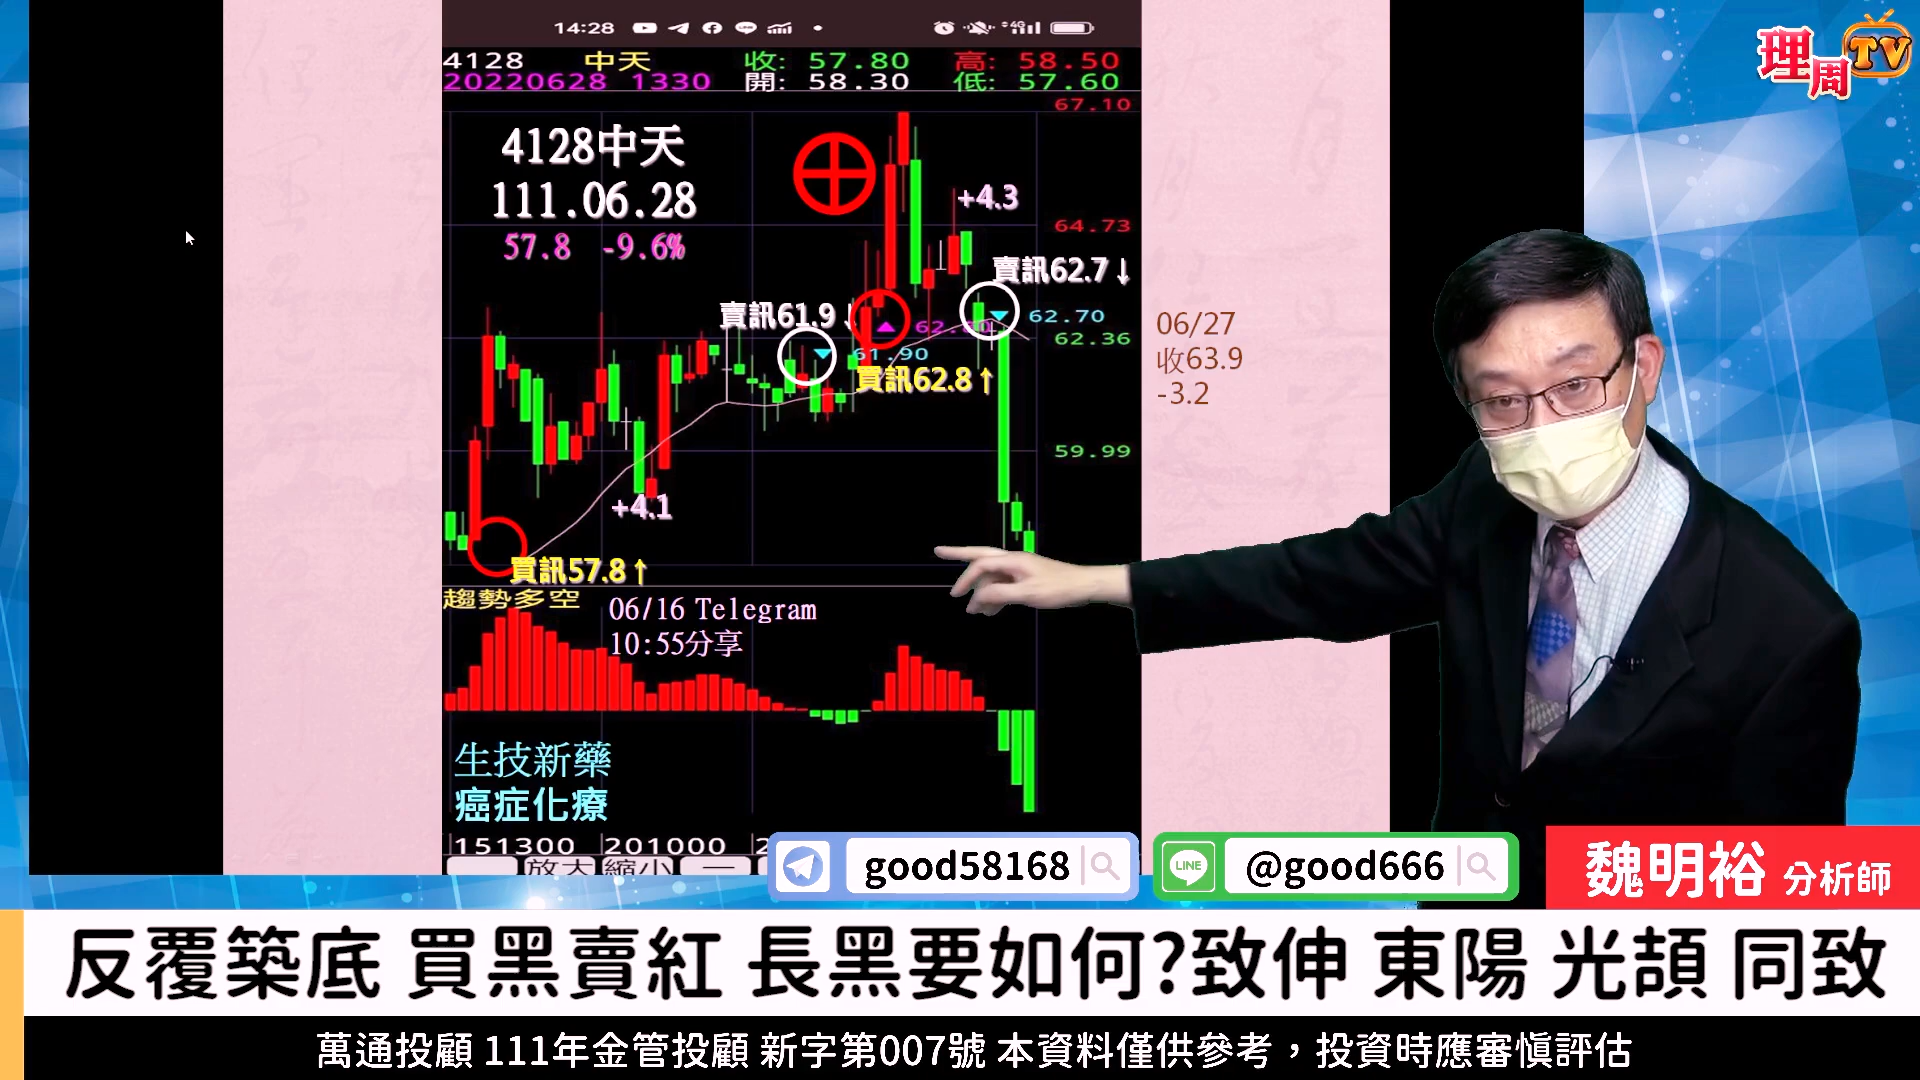 14:28
4G
理周TV
4128 中天 收: 57.80 高: 58.50
20220628 1330 開: 58.30 低: 57.60
67.10
4128中天
111.06.28
57.8 -9.6%
+4.3
64.73
賣訊62.7↓
賣訊61.9↓
62.70
62.36
61.90
買訊62.8↑
06/27
收63.9
-3.2
59.99
+4.1
買訊57.8↑
趨勢多空
06/16 Telegram
10:55分享
生技新藥
癌症化療
151300 201000 2
放大 縮小 一
good58168
LINE @good666
魏明裕 分析師
反覆築底 買黑賣紅 長黑要如何?致伸 東陽 光頡 同致
萬通投顧 111年金管投顧 新字第007號 本資料僅供參考，投資時應審慎評估